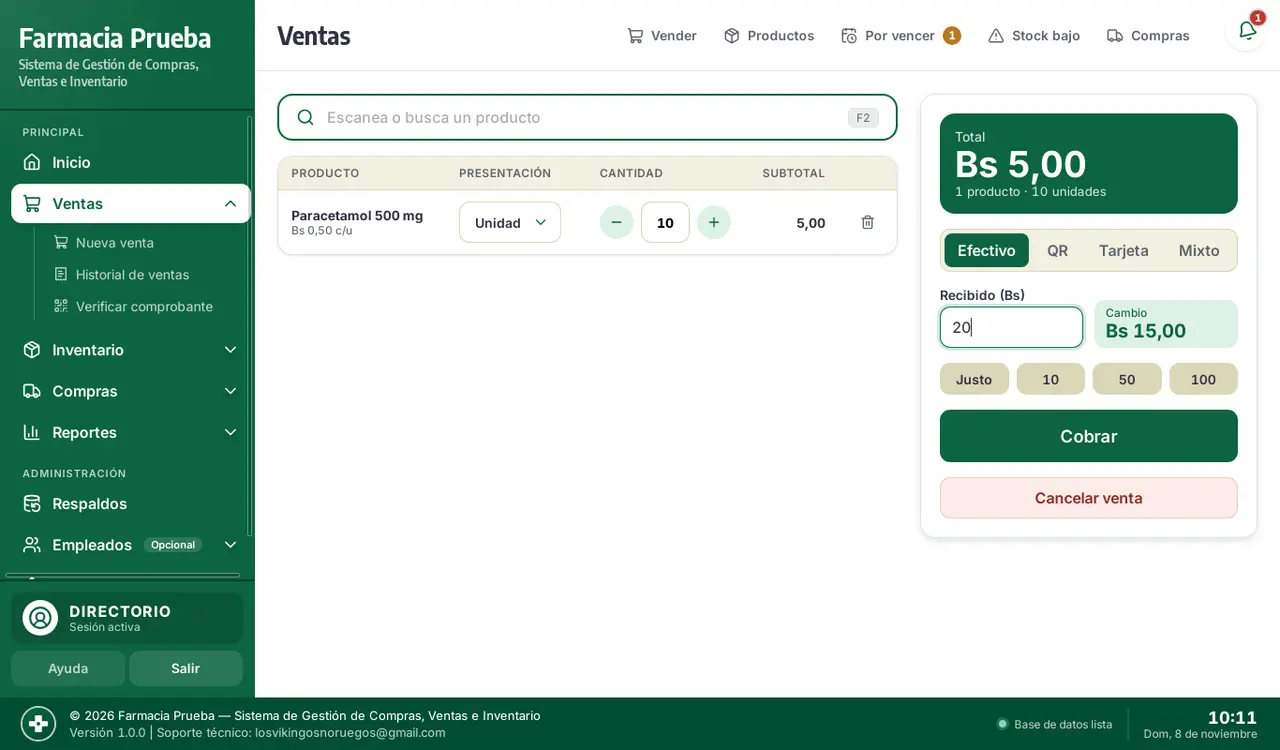 Farmacia Prueba
Sistema de Gestión de Compras,
Ventas e Inventario
PRINCIPAL
Inicio
Ventas
Nueva venta
Historial de ventas
Verificar comprobante
Inventario
Compras
Reportes
ADMINISTRACIÓN
Respaldos
Empleados Opcional
DIRECTORIO
Sesión activa
Ayuda Salir
Ventas
Vender Productos Por vencer 1 Stock bajo Compras 1
Escanea o busca un producto F2
PRODUCTO PRESENTACIÓN CANTIDAD SUBTOTAL
Paracetamol 500 mg
Bs 0,50 c/u
Unidad − 10 + 5,00
Total
Bs 5,00
1 producto · 10 unidades
Efectivo QR Tarjeta Mixto
Recibido (Bs)
20
Cambio
Bs 15,00
Justo 10 50 100
Cobrar
Cancelar venta
© 2026 Farmacia Prueba — Sistema de Gestión de Compras, Ventas e Inventario
Versión 1.0.0 | Soporte técnico: losvikingosnoruegos@gmail.com
Base de datos lista
10:11
Dom, 8 de noviembre